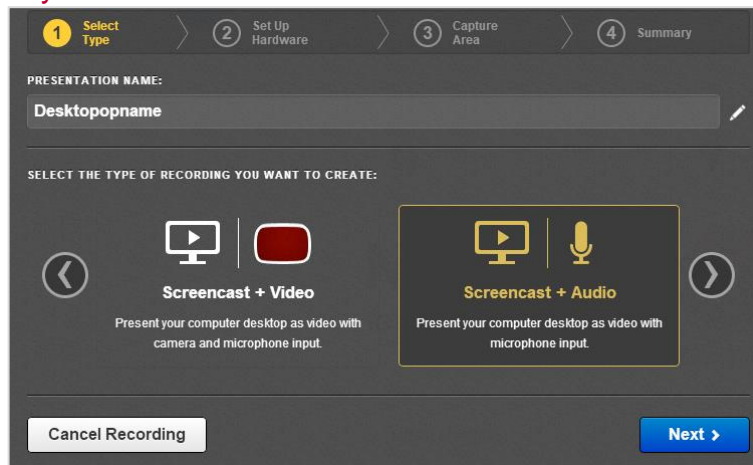 1 Select Type
2 Set Up Hardware
3 Capture Area
4 Summary
PRESENTATION NAME:
Desktopopname
SELECT THE TYPE OF RECORDING YOU WANT TO CREATE:
Screencast + Video
Present your computer desktop as video with
camera and microphone input.
Screencast + Audio
Present your computer desktop as video with
microphone input.
Cancel Recording
Next >